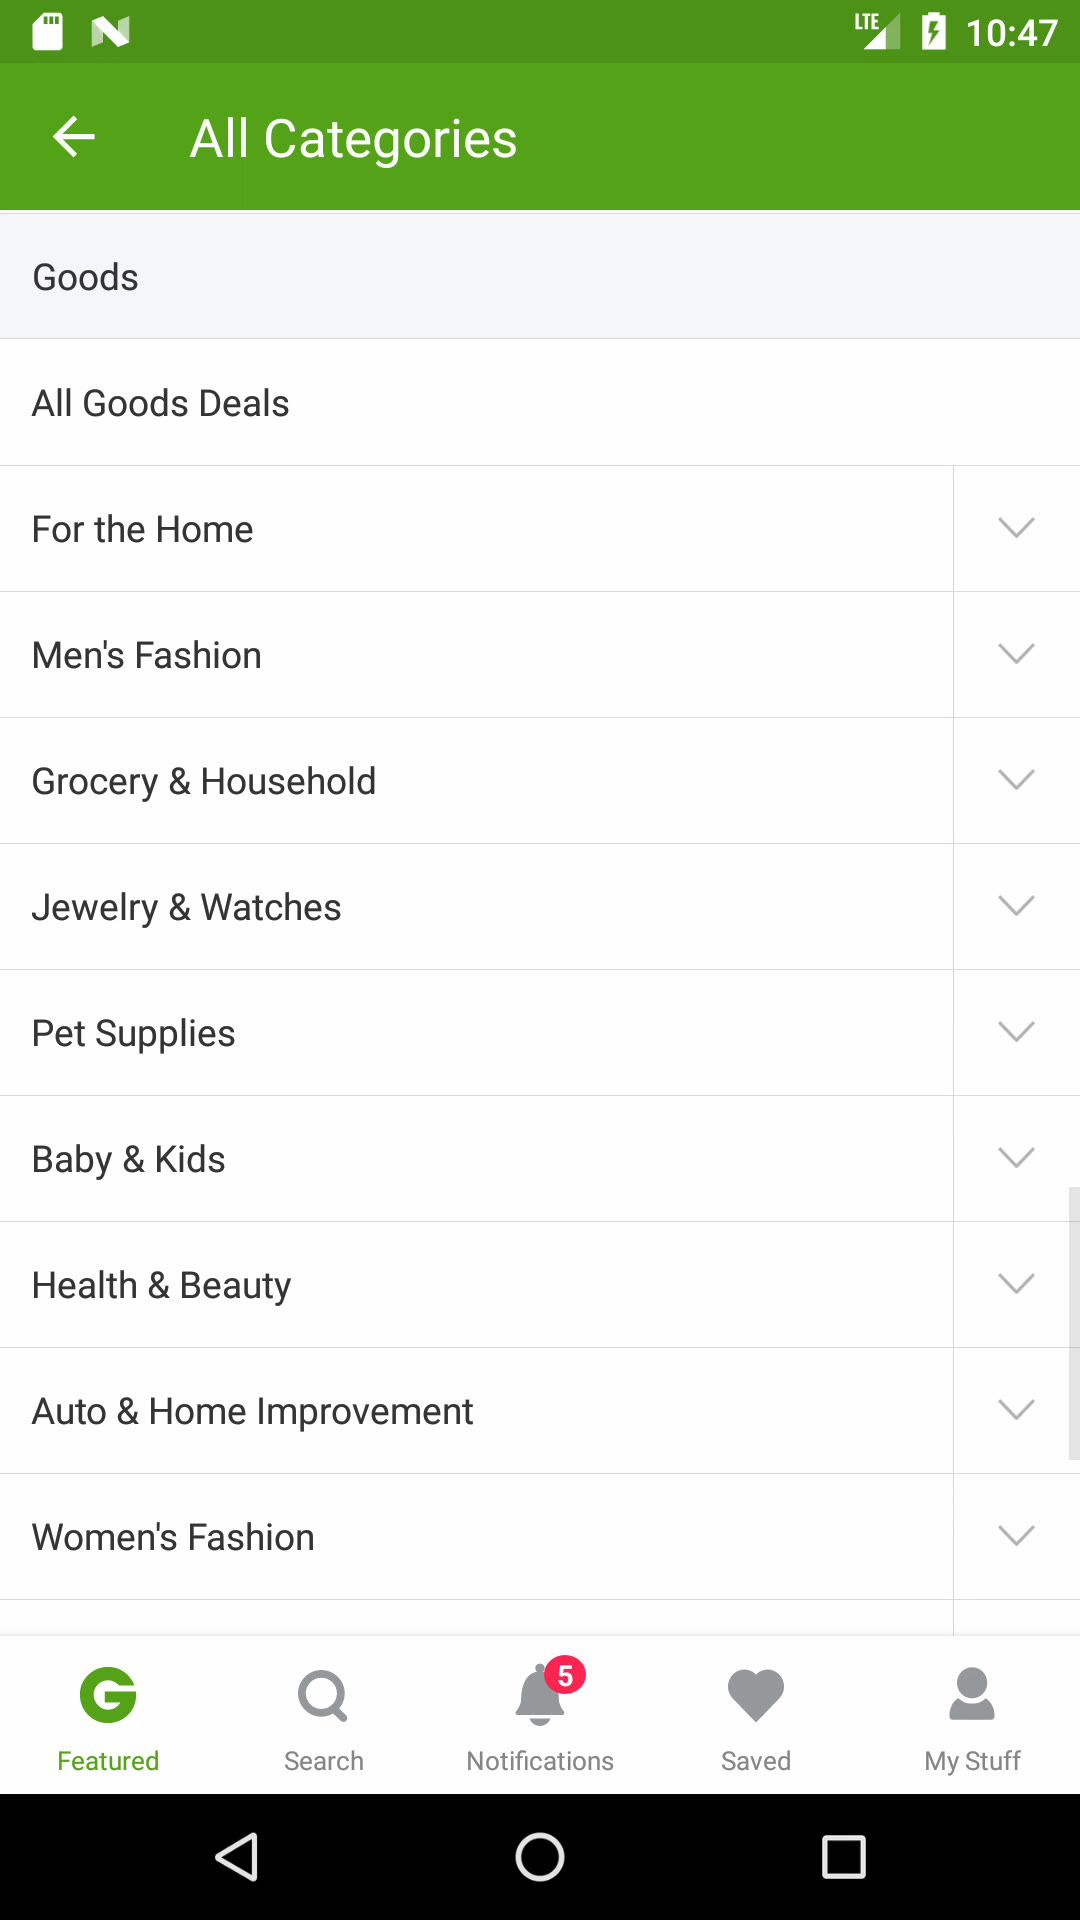 LTE 10:47
All Categories
Goods
All Goods Deals
For the Home
Men's Fashion
Grocery & Household
Jewelry & Watches
Pet Supplies
Baby & Kids
Health & Beauty
Auto & Home Improvement
Women's Fashion
5
Featured Search Notifications Saved My Stuff